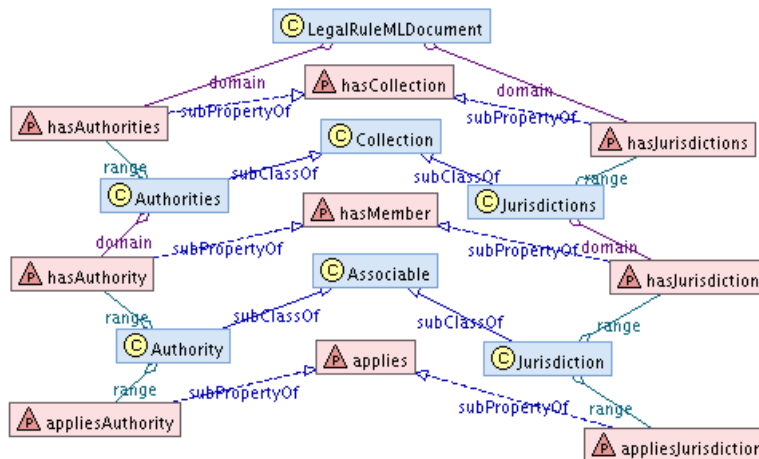 C LegalRuleMLDocument
domain
domain
P hasCollection
subPropertyOf
subPropertyOf
P hasAuthorities
P hasJurisdictions
C Collection
range
subClassOf
subClassOf
range
C Authorities
C Jurisdictions
P hasMember
domain
subPropertyOf
subPropertyOf
domain
P hasAuthority
C Associable
P hasJurisdiction
range
subClassOf
subClassOf
range
C Authority
P applies
C Jurisdiction
range
subPropertyOf
subPropertyOf
range
P appliesAuthority
P appliesJurisdiction